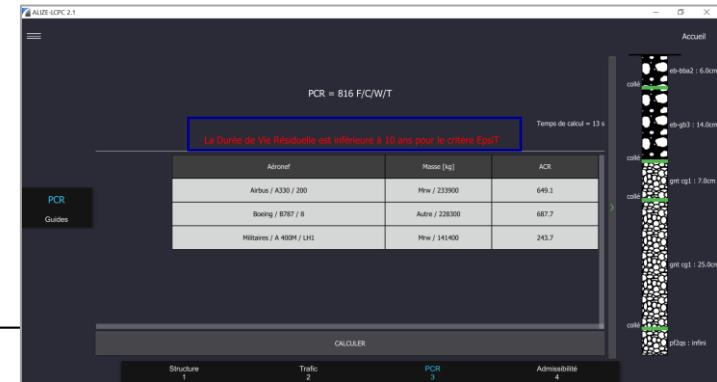 ALIZE-LCPC 2.1
Accueil
PCR = 816 F/C/W/T
Temps de calcul = 13 s
La Durée de Vie Résiduelle est inférieure à 10 ans pour le critère EpsiT
Aéronef Masse [kg] ACR
Airbus / A330 / 200 Mrw / 233900 649.1
Boeing / B787 / 8 Autre / 228300 687.7
Militaires / A 400M / LH1 Mrw / 141400 243.7
PCR
Guides
CALCULER
Structure
1
Trafic
2
PCR
3
Admissibilité
4
eb-bba2 : 6.0cm
collé
eb-gb3 : 14.0cm
collé
gnt cg1 : 7.0cm
collé
gnt cg1 : 25.0cm
collé
pf2qs : infini